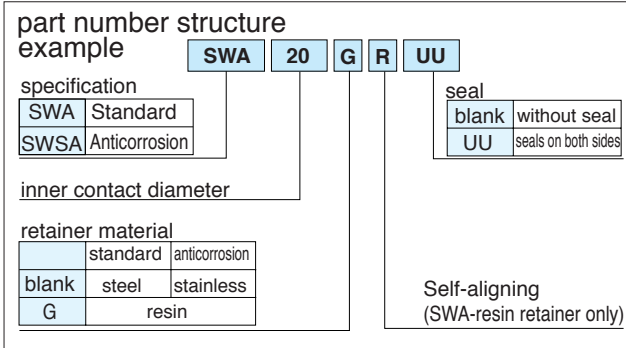 part number structure
example
SWA 20 G R UU
specification
SWA Standard
SWSA Anticorrosion
seal
blank without seal
UU seals on both sides
inner contact diameter
retainer material
standard anticorrosion
blank steel stainless
G resin
Self-aligning
(SWA-resin retainer only)